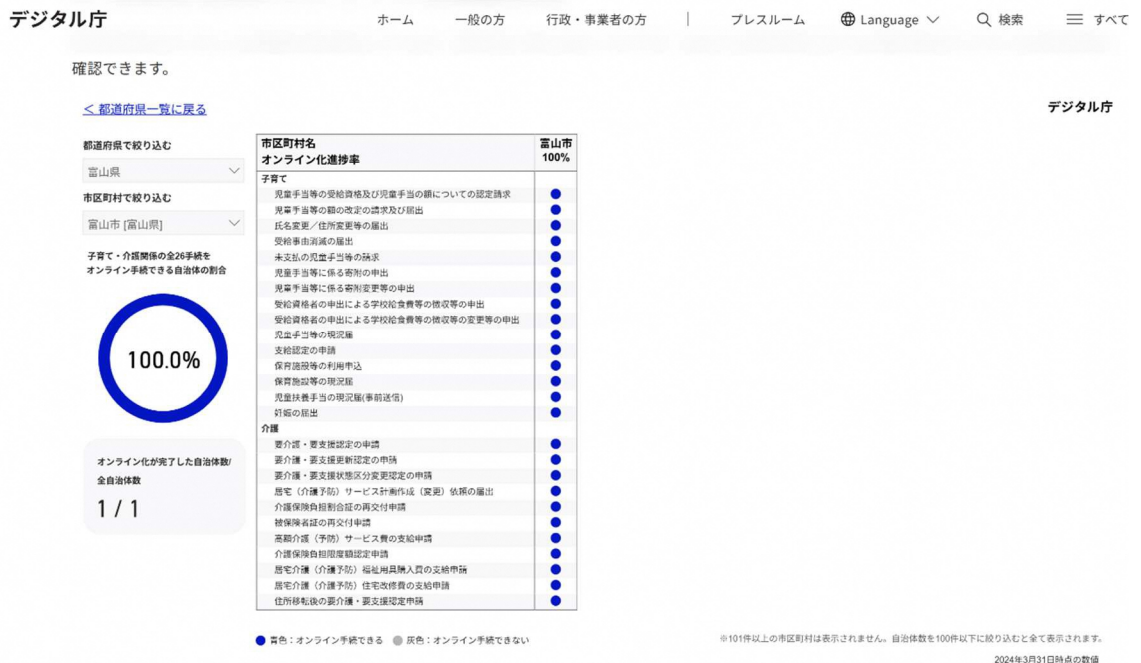 デジタル庁
ホーム 一般の方 行政・事業者の方 | プレスルーム Language 検索 すべて
確認できます。
< 都道府県一覧に戻る
デジタル庁
都道府県で絞り込む
富山県
市区町村で絞り込む
富山市 [富山県]
子育て・介護関係の全26手続を
オンライン手続できる自治体の割合
100.0%
オンライン化が完了した自治体数/
全自治体数
1 / 1
市区町村名 富山市
オンライン化進捗率 100%
子育て
児童手当等の受給資格及び児童手当の額についての認定請求
児童手当等の額の改定の請求及び届出
氏名変更／住所変更等の届出
受給事由消滅の届出
未支払の児童手当等の請求
児童手当等に係る寄附の申出
児童手当等に係る寄附変更等の申出
受給資格者の申出による学校給食費等の徴収等の申出
受給資格者の申出による学校給食費等の徴収等の変更等の申出
児童手当等の現況届
支給認定の申請
保育施設等の利用申込
保育施設等の現況届
児童扶養手当の現況届(事前送信)
妊娠の届出
介護
要介護・要支援認定の申請
要介護・要支援更新認定の申請
要介護・要支援状態区分変更認定の申請
居宅（介護予防）サービス計画作成（変更）依頼の届出
介護保険負担割合証の再交付申請
被保険者証の再交付申請
高額介護（予防）サービス費の支給申請
介護保険負担限度額認定申請
居宅介護（介護予防）福祉用具購入費の支給申請
居宅介護（介護予防）住宅改修費の支給申請
住所移転後の要介護・要支援認定申請
青色：オンライン手続できる 灰色：オンライン手続できない
※101件以上の市区町村は表示されません。自治体数を100件以下に絞り込むと全て表示されます。
2024年3月31日時点の数値